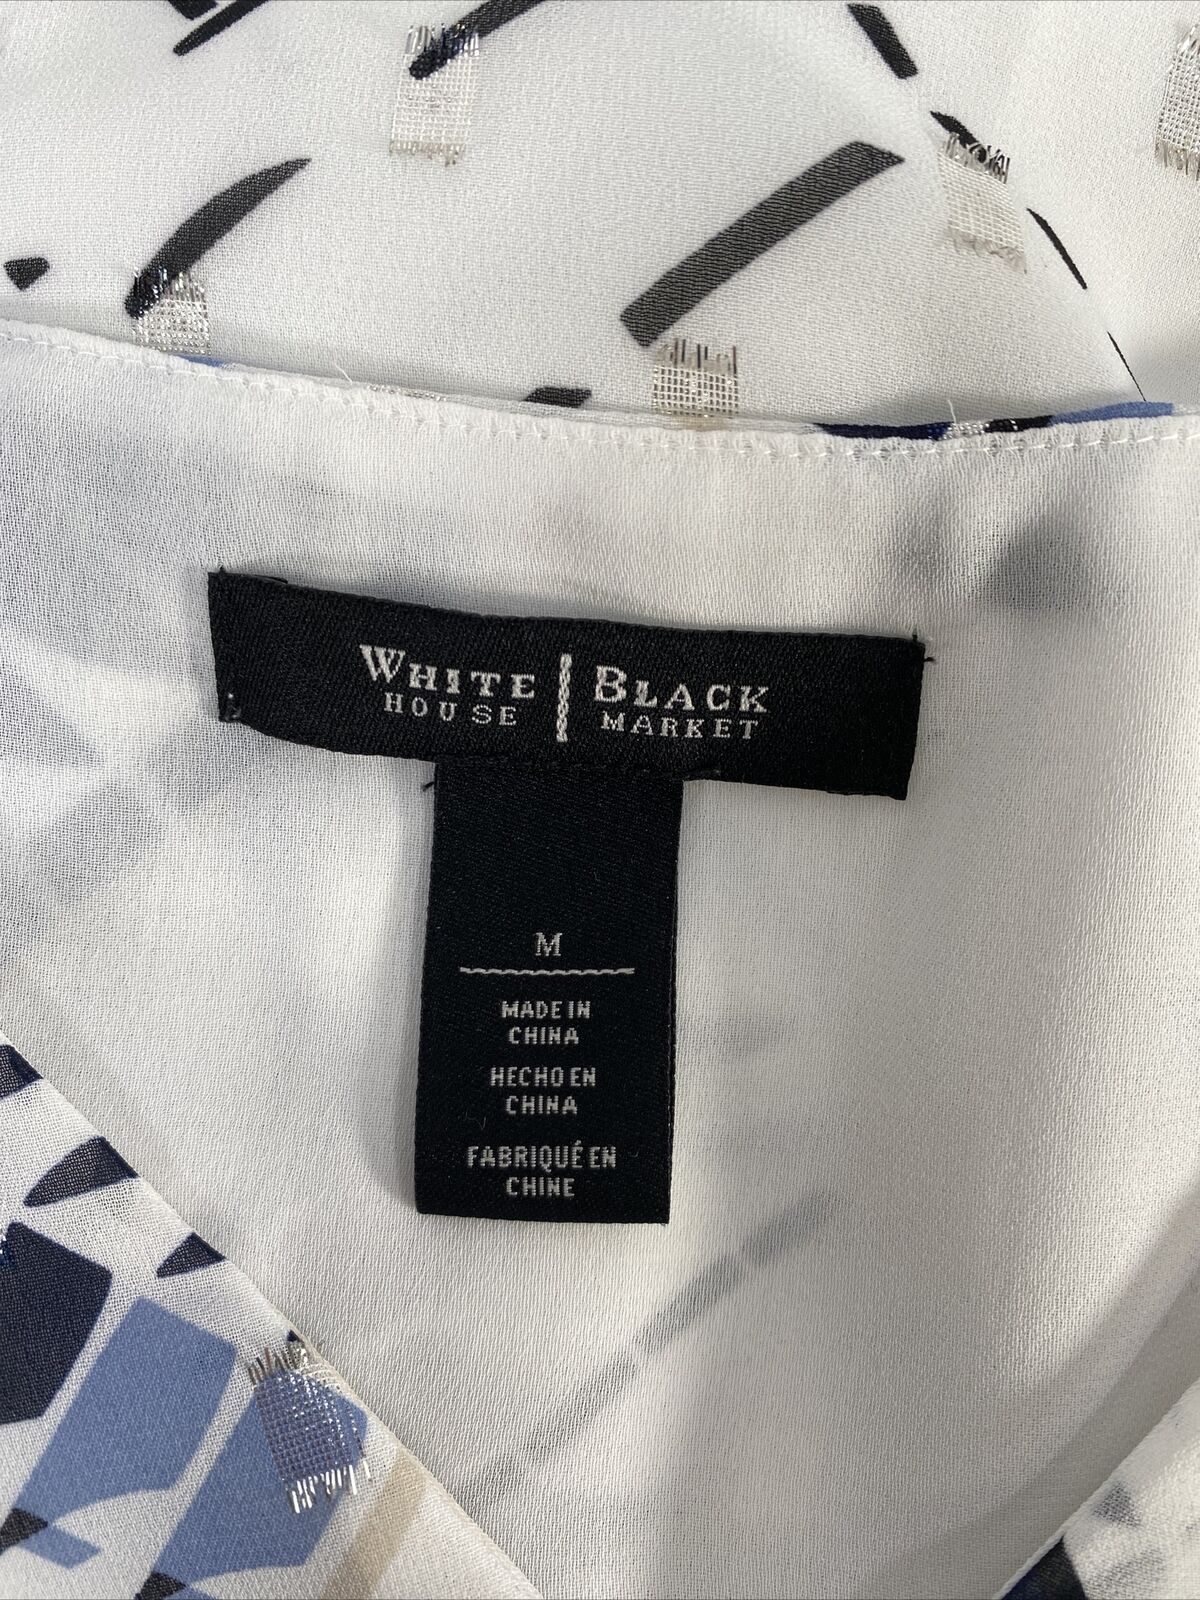 WHITE | BLACK
HOUSE | MARKET
M
MADE IN
CHINA
HECHO EN
CHINA
FABRIQUÉ EN
CHINE